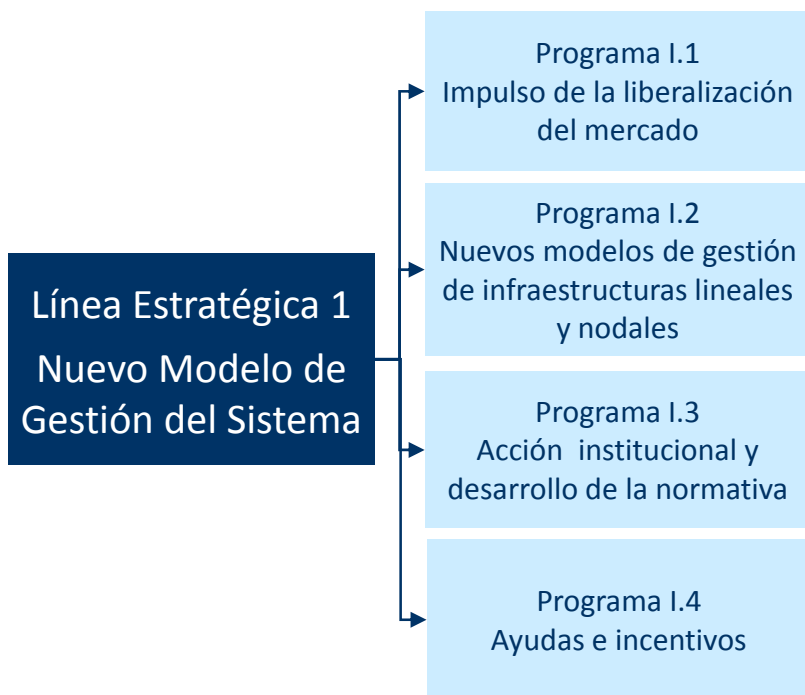 Línea Estratégica 1
Nuevo Modelo de
Gestión del Sistema
Programa I.1
Impulso de la liberalización
del mercado
Programa I.2
Nuevos modelos de gestión
de infraestructuras lineales
y nodales
Programa I.3
Acción  institucional y
desarrollo de la normativa
Programa I.4
Ayudas e incentivos